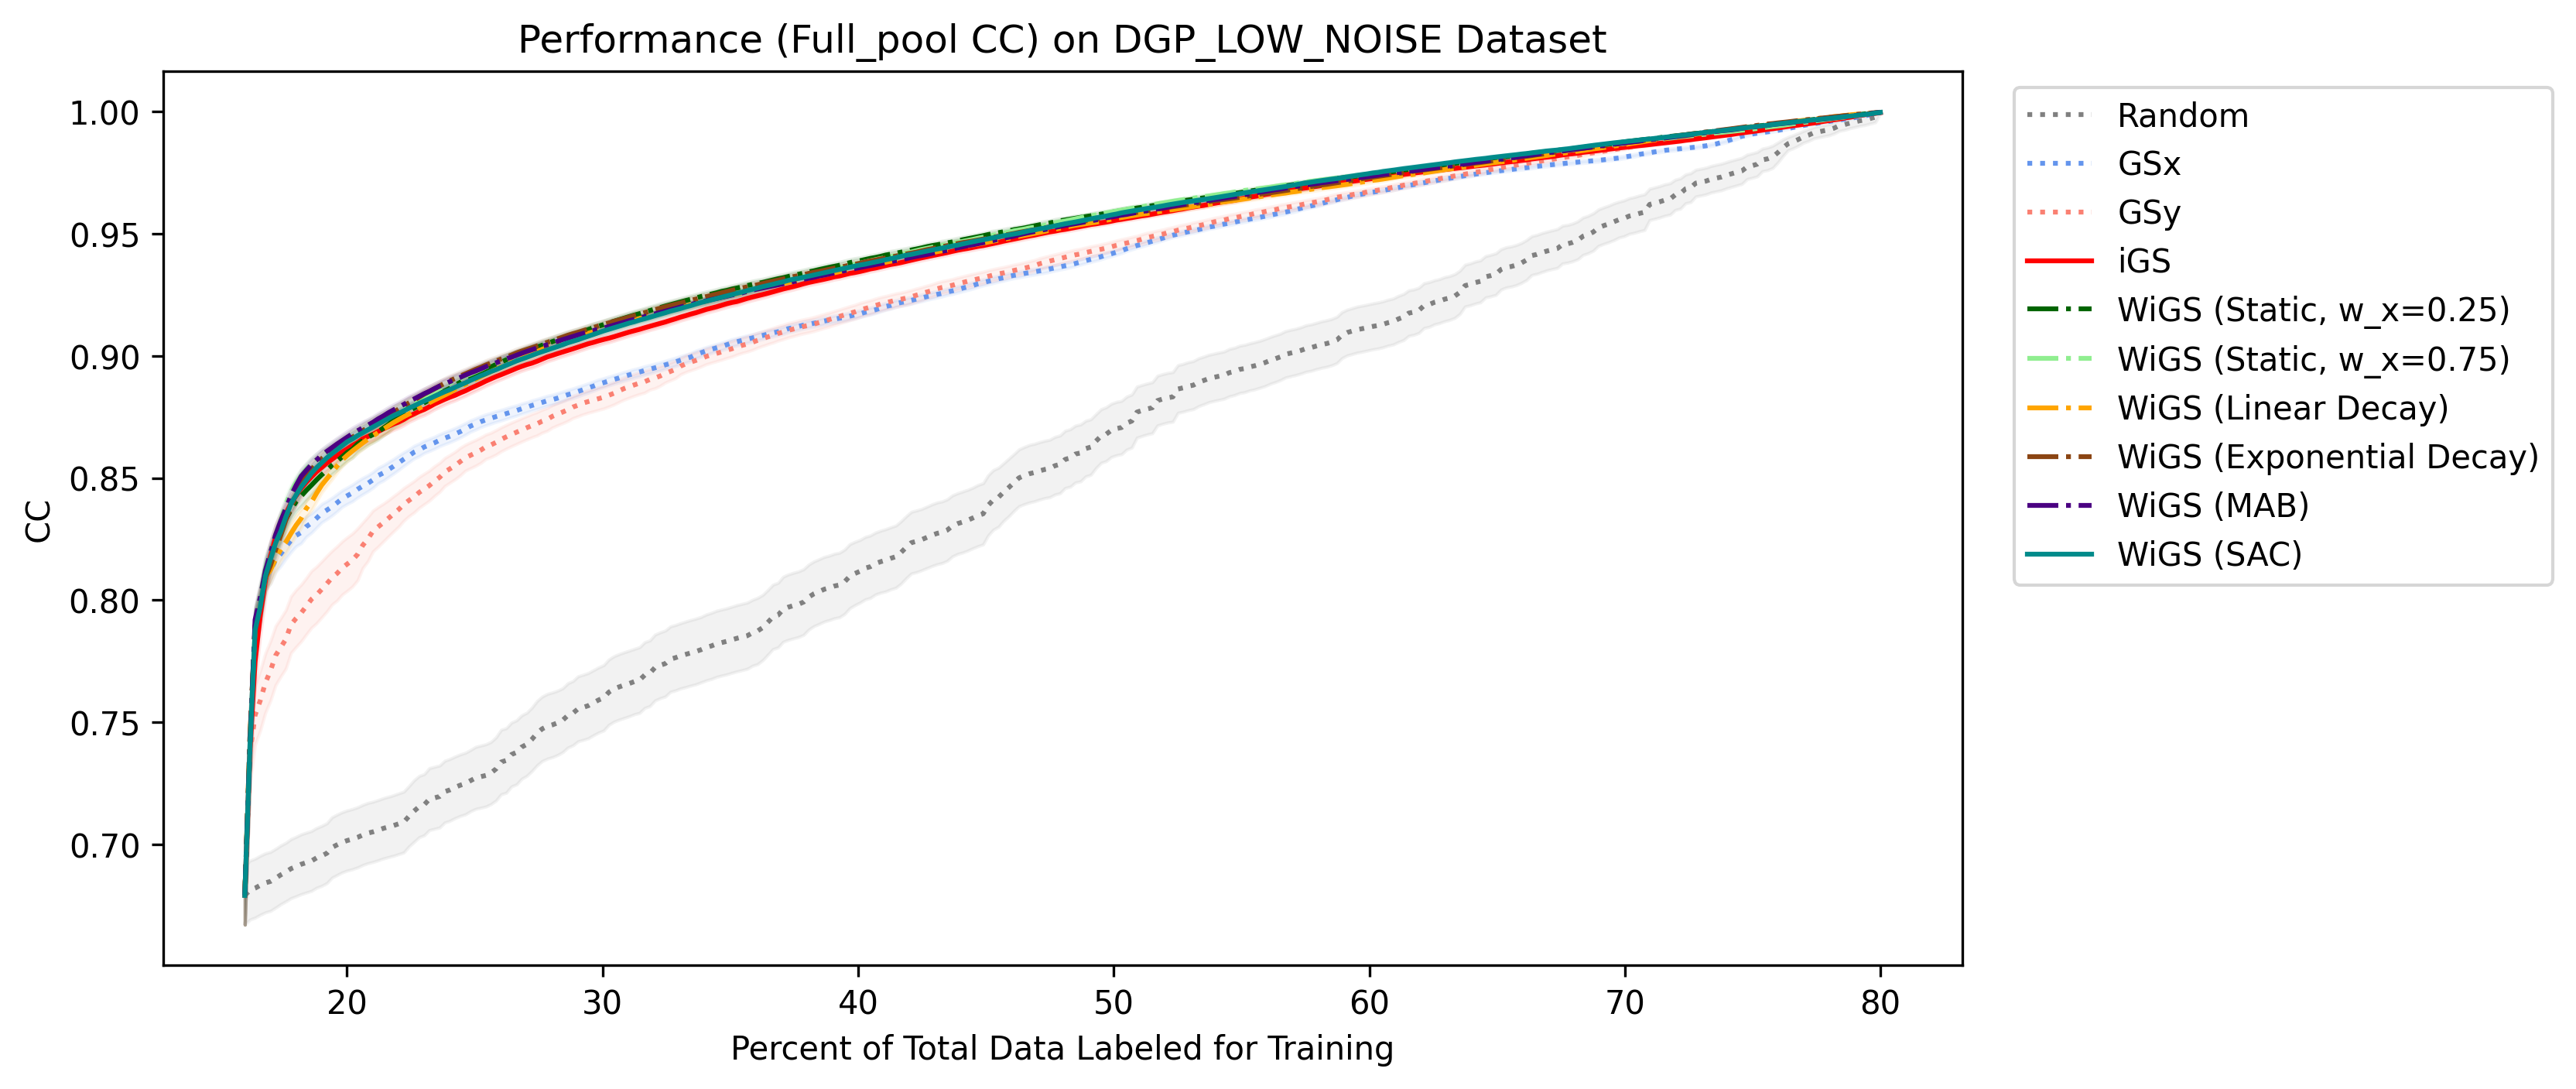 Performance (Full_pool CC) on DGP_LOW_NOISE Dataset
CC
1.00
0.95
0.90
0.85
0.80
0.75
0.70
20 30 40 50 60 70 80
Percent of Total Data Labeled for Training
Random
GSx
GSy
iGS
WiGS (Static, w_x=0.25)
WiGS (Static, w_x=0.75)
WiGS (Linear Decay)
WiGS (Exponential Decay)
WiGS (MAB)
WiGS (SAC)